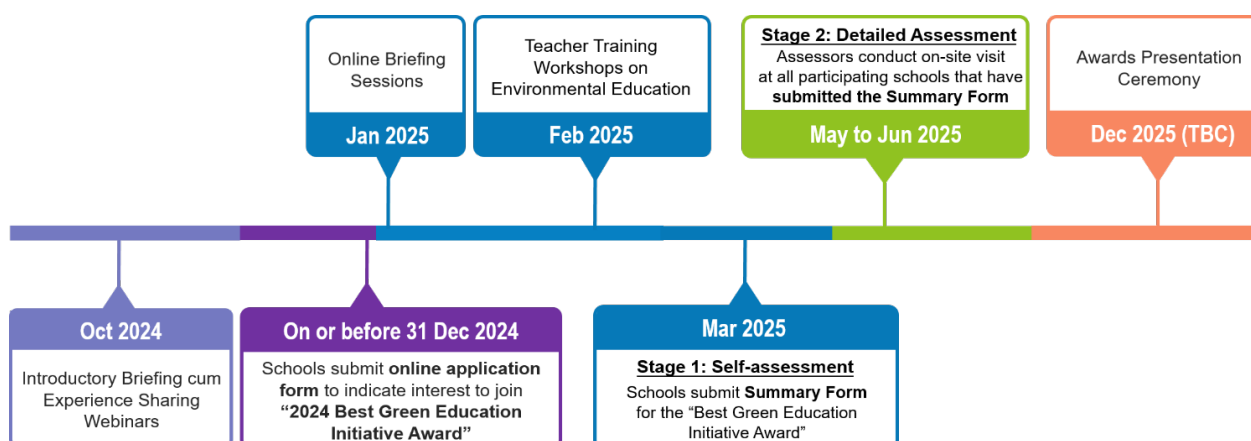 Online Briefing
Sessions
Jan 2025
Teacher Training
Workshops on
Environmental Education
Feb 2025
Stage 2: Detailed Assessment
Assessors conduct on-site visit
at all participating schools that have
submitted the Summary Form
May to Jun 2025
Awards Presentation
Ceremony
Dec 2025 (TBC)
Oct 2024
Introductory Briefing cum
Experience Sharing
Webinars
On or before 31 Dec 2024
Schools submit online application
form to indicate interest to join
“2024 Best Green Education
Initiative Award”
Mar 2025
Stage 1: Self-assessment
Schools submit Summary Form
for the “Best Green Education
Initiative Award”